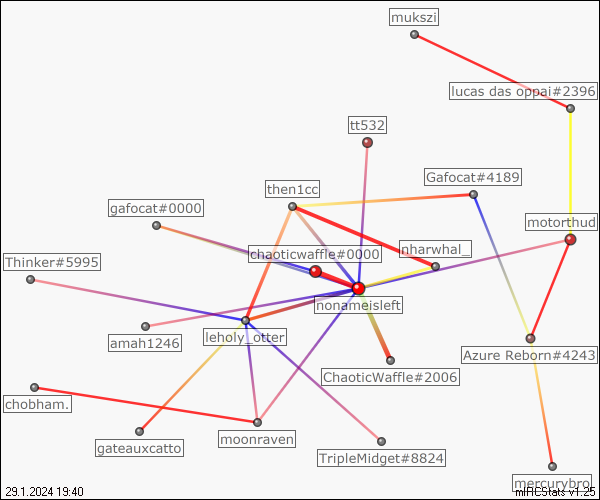 mukszi
lucas das oppai#2396
tt532
Gafocat#4189
then1cc
gafocat#0000
motorthud
chaoticwaffle#0000
nharwhal_
Thinker#5995
nonameisleft
leholy_otter
amah1246
Azure Reborn#4243
ChaoticWaffle#2006
chobham.
moonraven
gateauxcatto
TripleMidget#8824
mercurybro
29.1.2024 19:40
mIRCStats v1.25